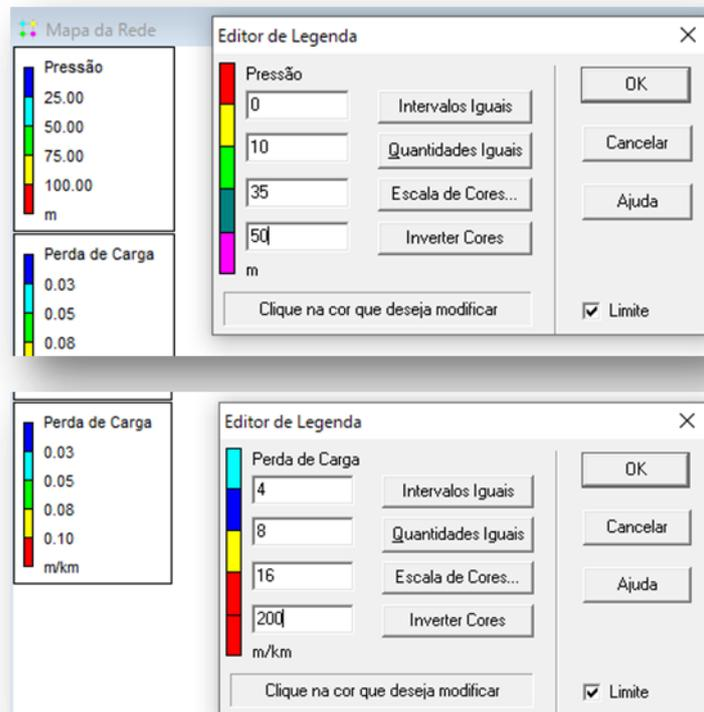 Mapa da Rede
Pressão
25.00
50.00
75.00
100.00
m
Perda de Carga
0.03
0.05
0.08
Editor de Legenda
Pressão
0
10
35
50
m
Intervalos Iguais
Quantidades Iguais
Escala de Cores...
Inverter Cores
Clique na cor que deseja modificar
OK
Cancelar
Ajuda
Limite
Perda de Carga
0.03
0.05
0.08
0.10
m/km
Editor de Legenda
Perda de Carga
4
8
16
200
m/km
Intervalos Iguais
Quantidades Iguais
Escala de Cores...
Inverter Cores
Clique na cor que deseja modificar
OK
Cancelar
Ajuda
Limite